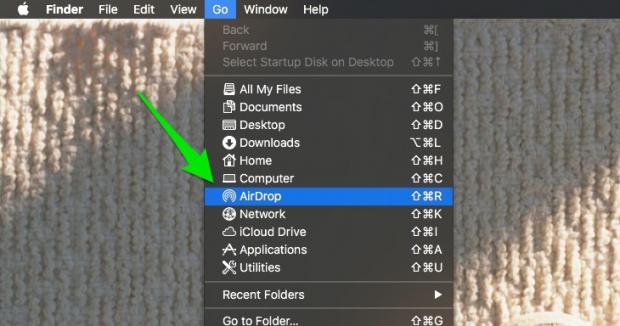 Finder File Edit View Go Window Help
Back ⌘[
Forward ⌘]
Select Startup Disk on Desktop ⇧⌘↑
All My Files ⇧⌘F
Documents ⇧⌘O
Desktop ⇧⌘D
Downloads ⌥⌘L
Home ⇧⌘H
Computer ⇧⌘C
AirDrop ⇧⌘R
Network ⇧⌘K
iCloud Drive ⇧⌘I
Applications ⇧⌘A
Utilities ⇧⌘U
Recent Folders
Go to Folder... ⇧⌘G